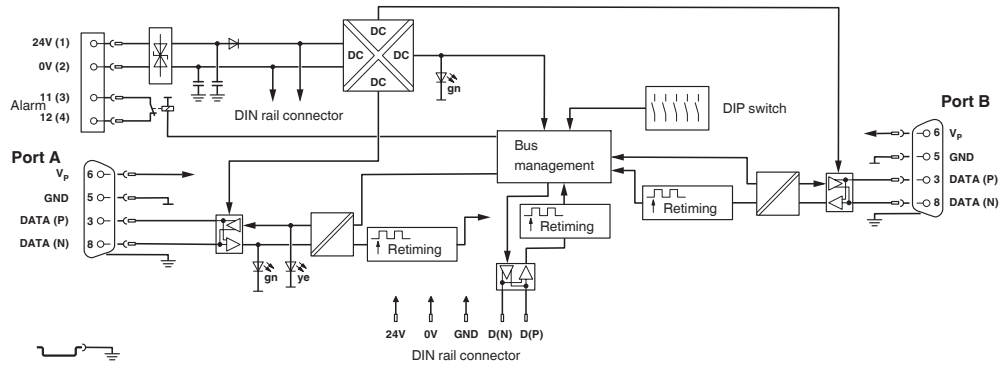 24V (1)
0V (2)
11 (3)
Alarm
12 (4)
DC
DC DC
DC
gn
DIN rail connector
DIP switch
Bus
management
Port A
6 VP
5 GND
3 DATA (P)
8 DATA (N)
gn
ye
Retiming
Retiming
Retiming
Port B
6 VP
5 GND
3 DATA (P)
8 DATA (N)
24V 0V GND D(N) D(P)
DIN rail connector